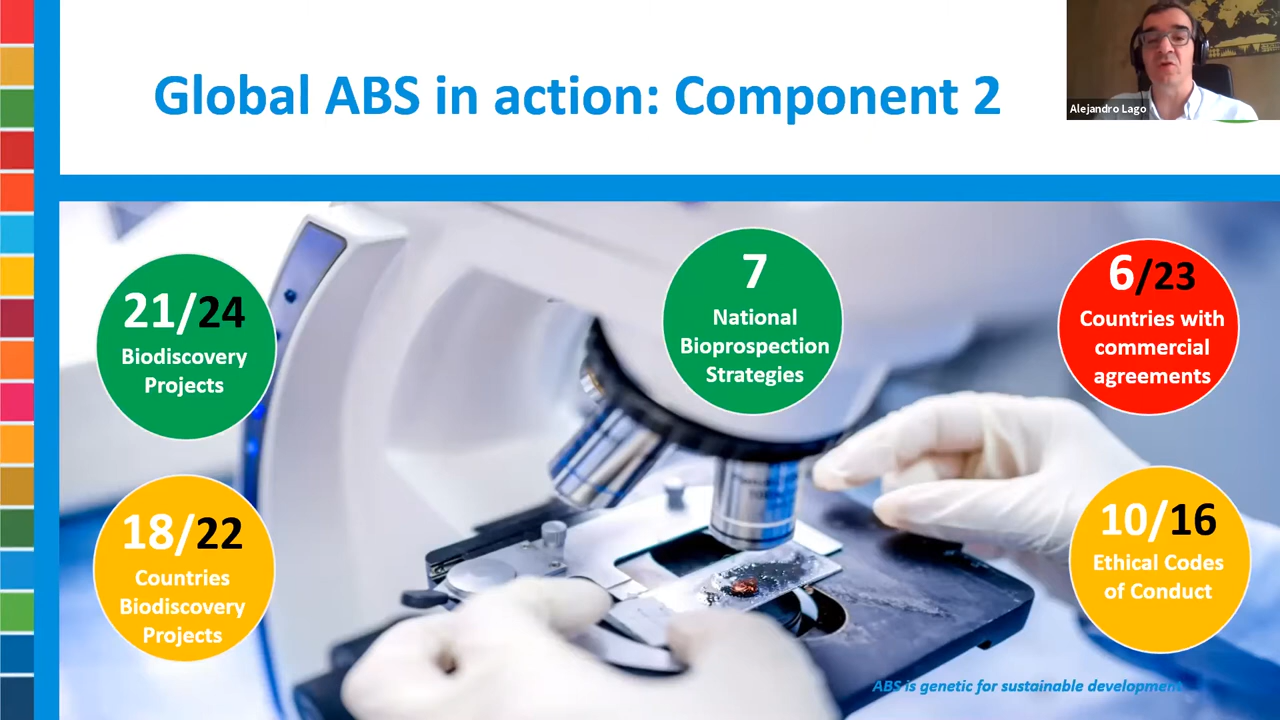 Global ABS in action: Component 2
Alejandro Lago
21/24
Biodiscovery
Projects
7
National
Bioprospection
Strategies
6/23
Countries with
commercial
agreements
18/22
Countries
Biodiscovery
Projects
10/16
Ethical Codes
of Conduct
ABS is genetic for sustainable development